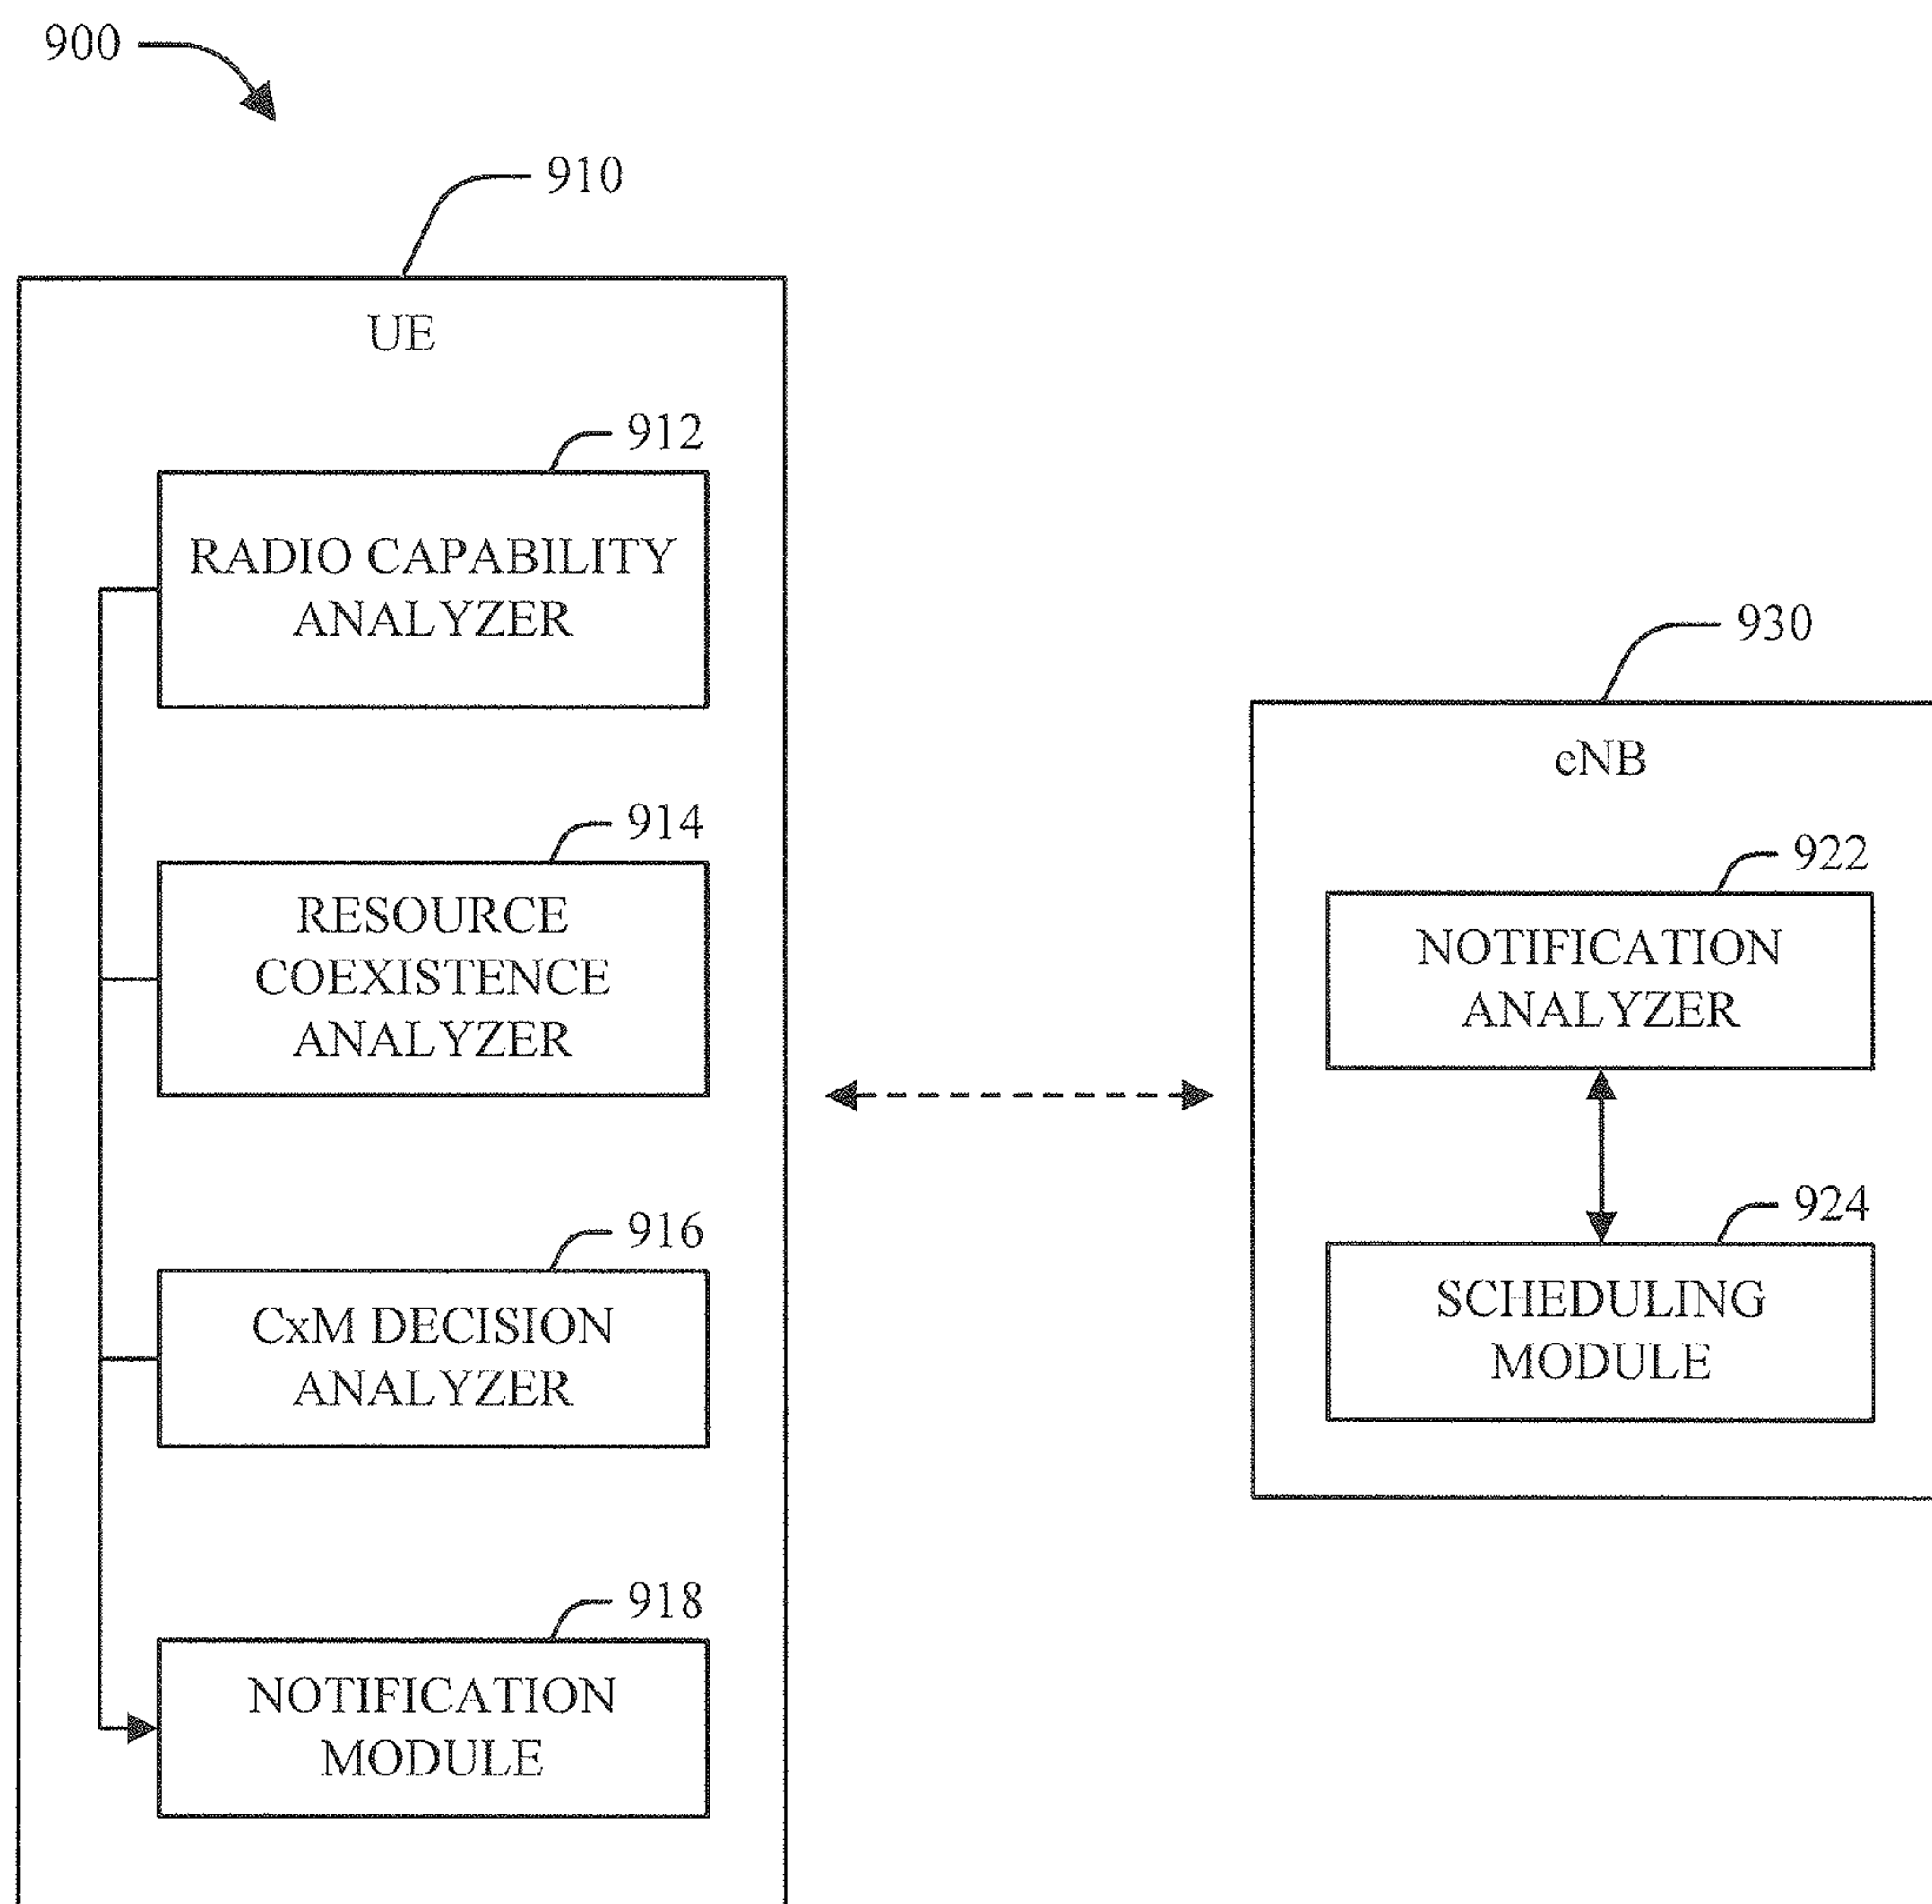 900
910
UE
912
RADIO CAPABILITY
ANALYZER
914
RESOURCE
COEXISTENCE
ANALYZER
916
CxM DECISION
ANALYZER
918
NOTIFICATION
MODULE
930
eNB
922
NOTIFICATION
ANALYZER
924
SCHEDULING
MODULE